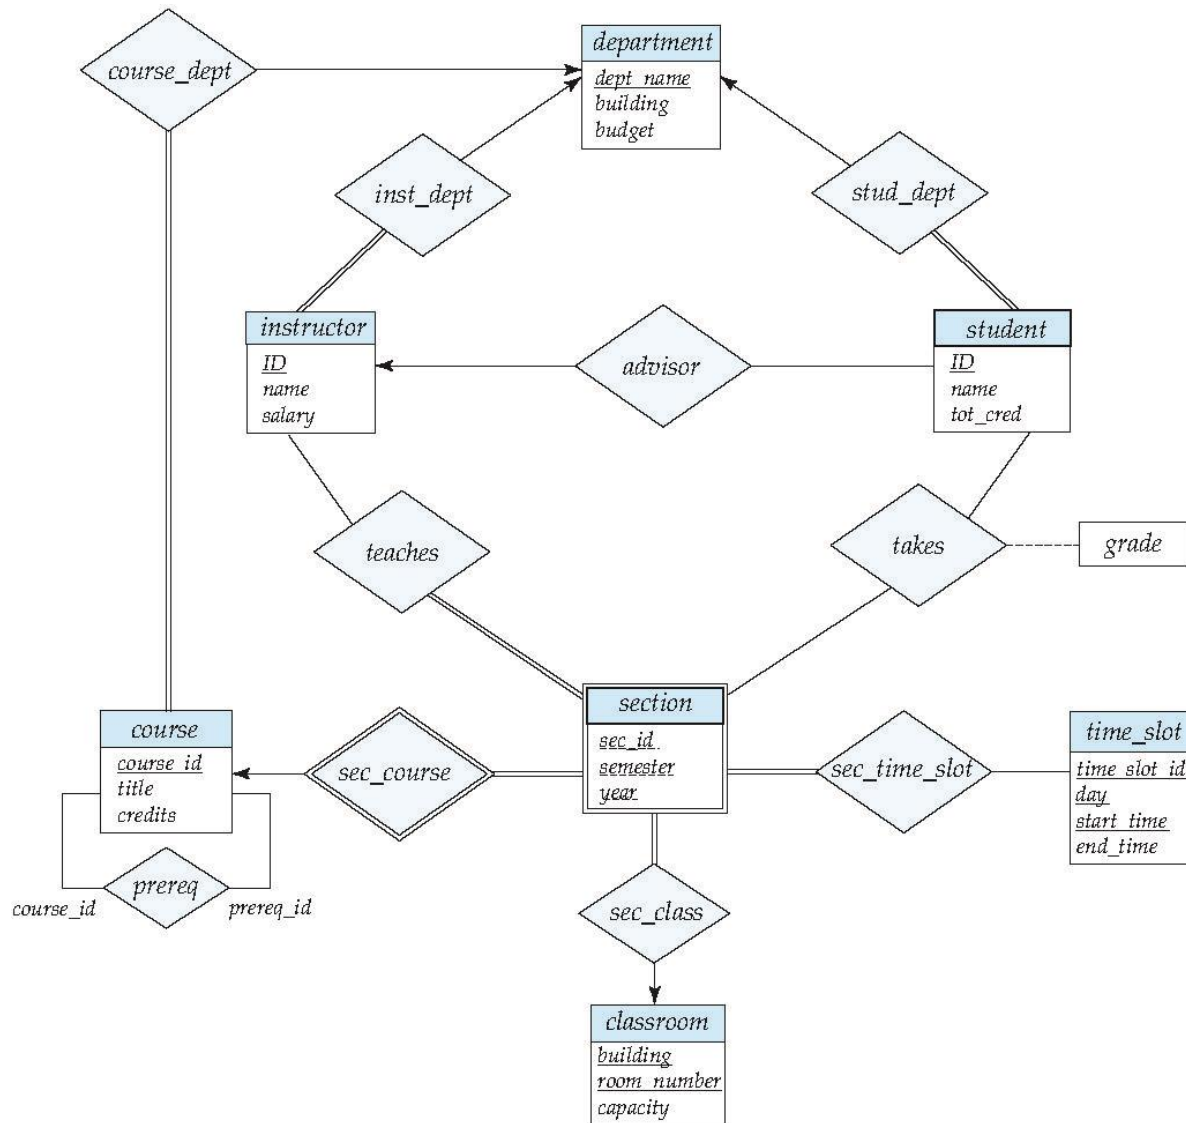 department
dept_name
building
budget
course_dept
inst_dept
stud_dept
instructor
ID
name
salary
advisor
student
ID
name
tot_cred
teaches
takes
grade
section
sec_id
semester
year
course
course_id
title
credits
sec_course
sec_time_slot
time_slot
time_slot_id
day
start_time
end_time
prereq
course_id
prereq_id
sec_class
classroom
building
room_number
capacity